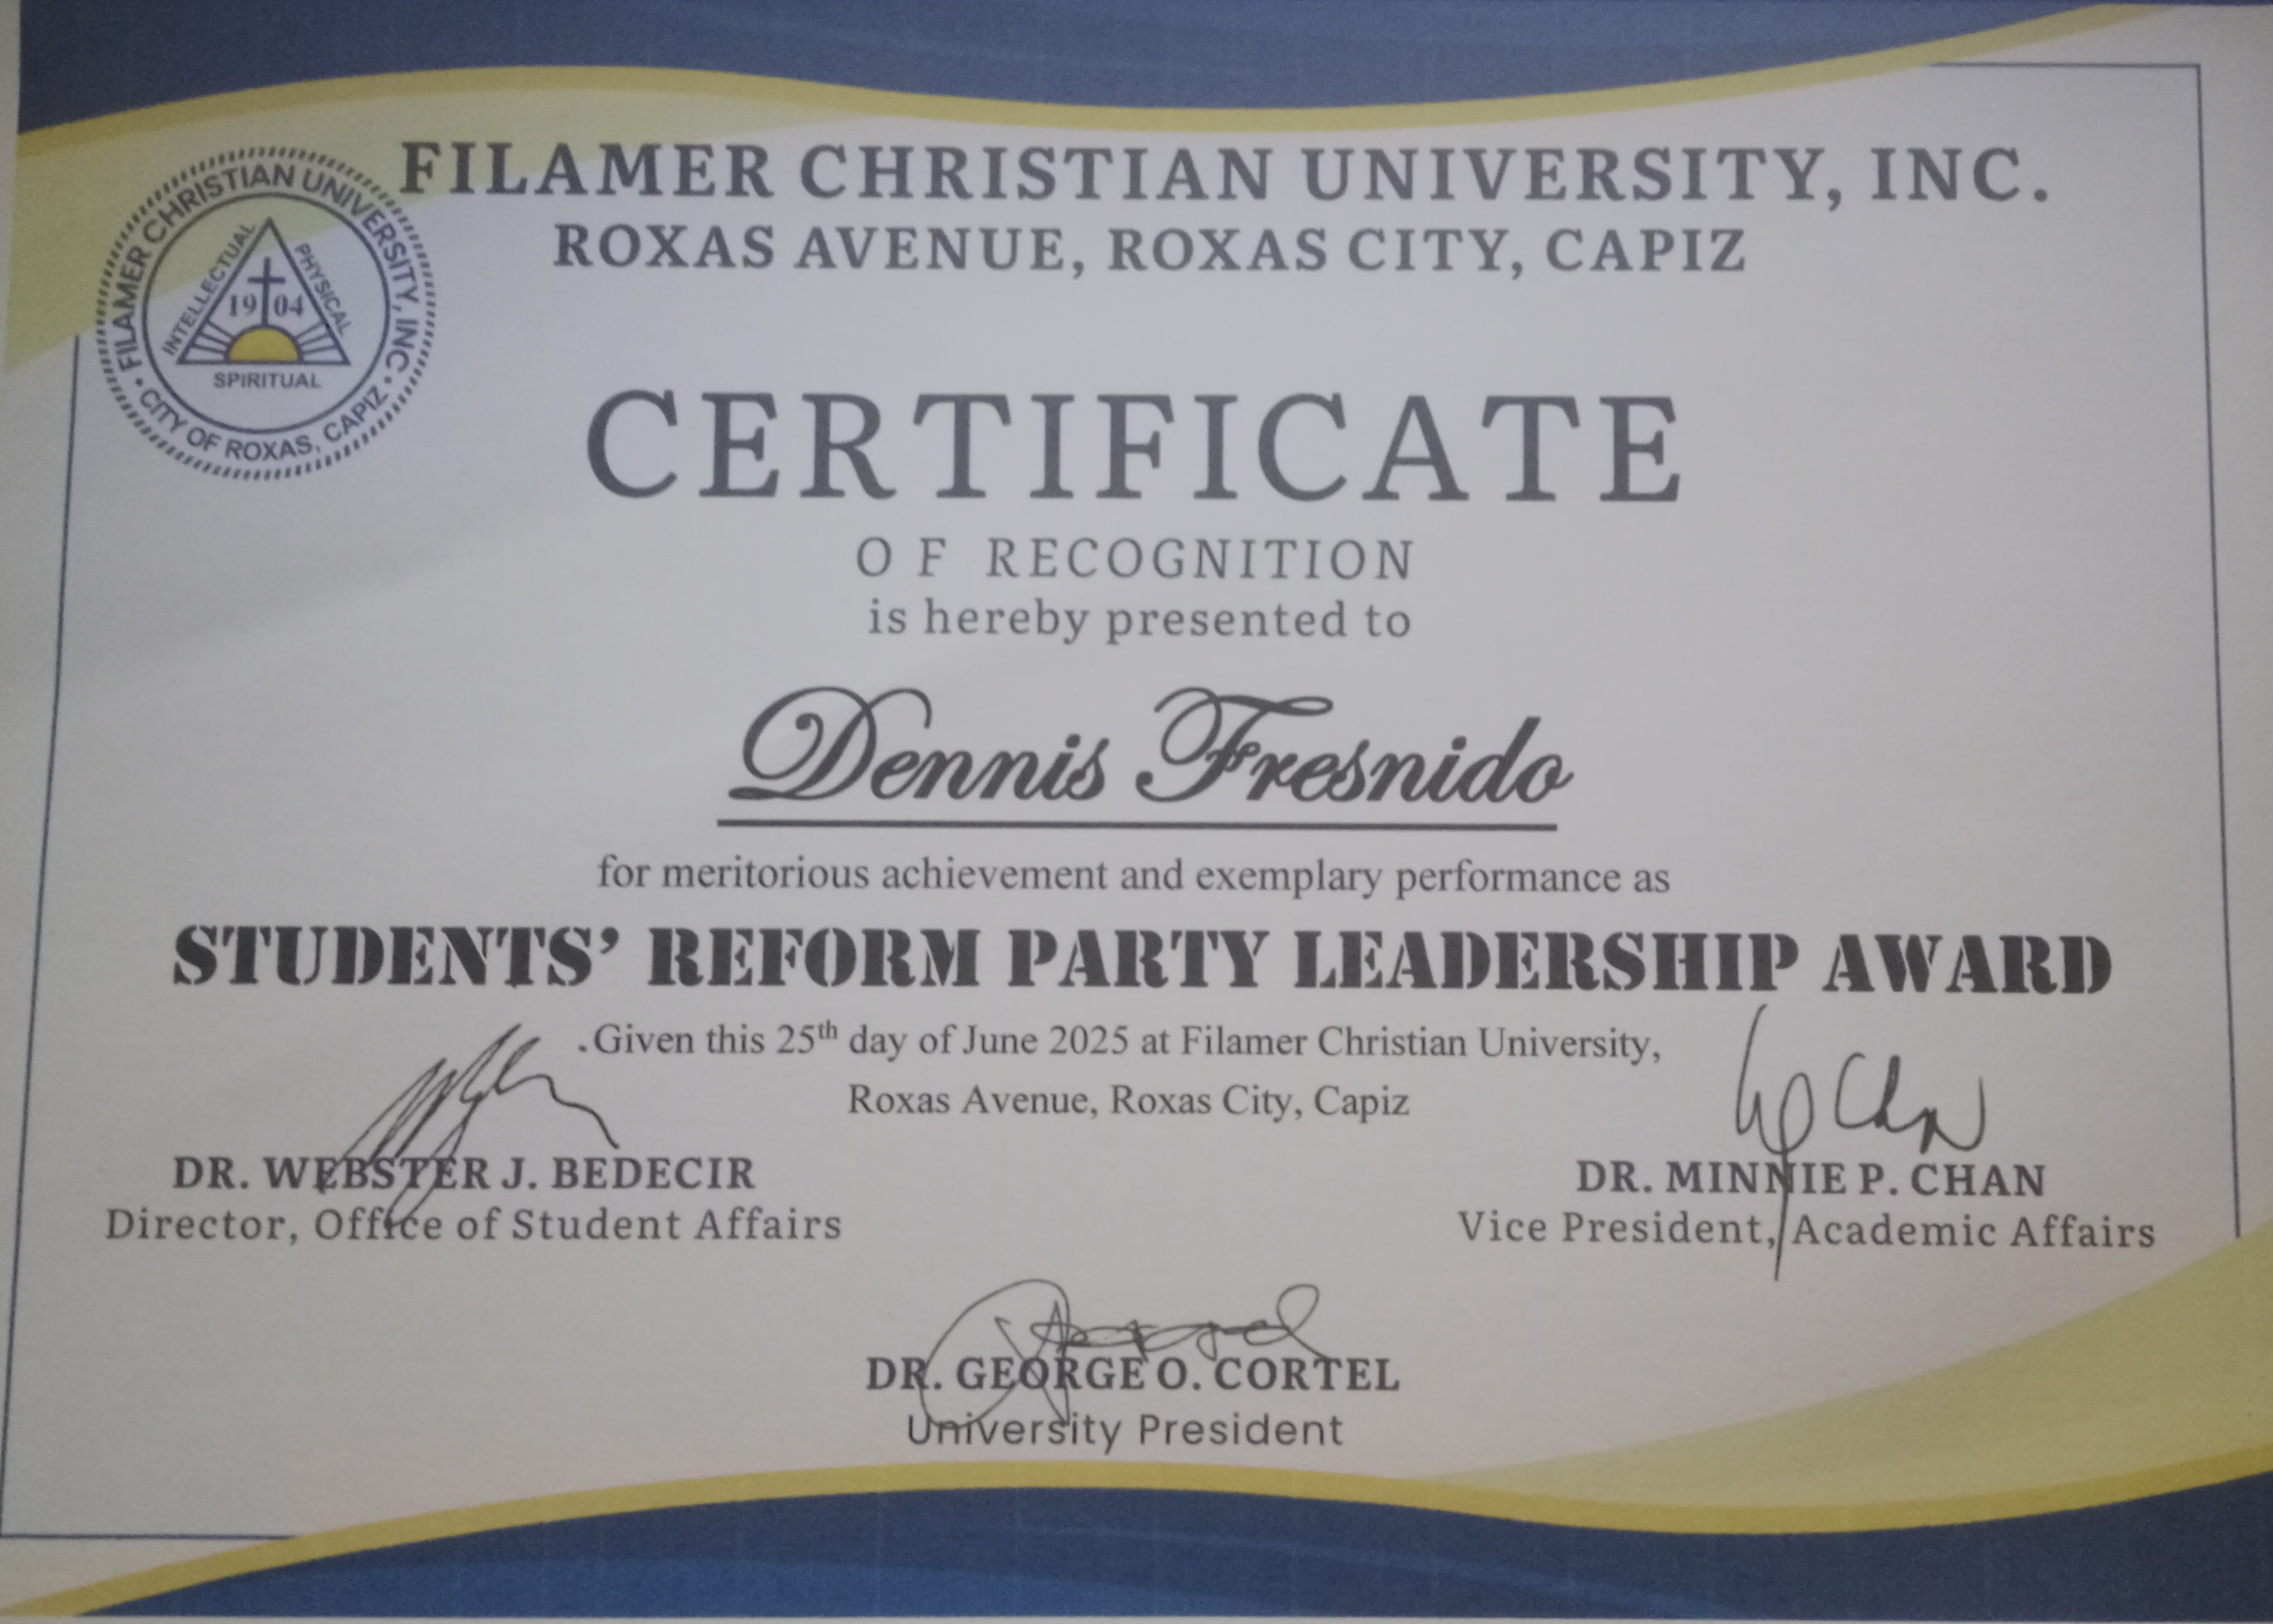 FILAMER CHRISTIAN UNIVERSITY, INC.
ROXAS AVENUE, ROXAS CITY, CAPIZ
FILAMER CHRISTIAN UNIVERSITY, INC.
• CITY OF ROXAS, CAPIZ •
INTELLECTUAL
PHYSICAL
1904
SPIRITUAL
CERTIFICATE
OF RECOGNITION
is hereby presented to
Dennis Fresnido
for meritorious achievement and exemplary performance as
STUDENTS’ REFORM PARTY LEADERSHIP AWARD
.Given this 25th day of June 2025 at Filamer Christian University,
Roxas Avenue, Roxas City, Capiz
DR. WEBSTER J. BEDECIR
Director, Office of Student Affairs
DR. MINNIE P. CHAN
Vice President, Academic Affairs
DR. GEORGE O. CORTEL
University President